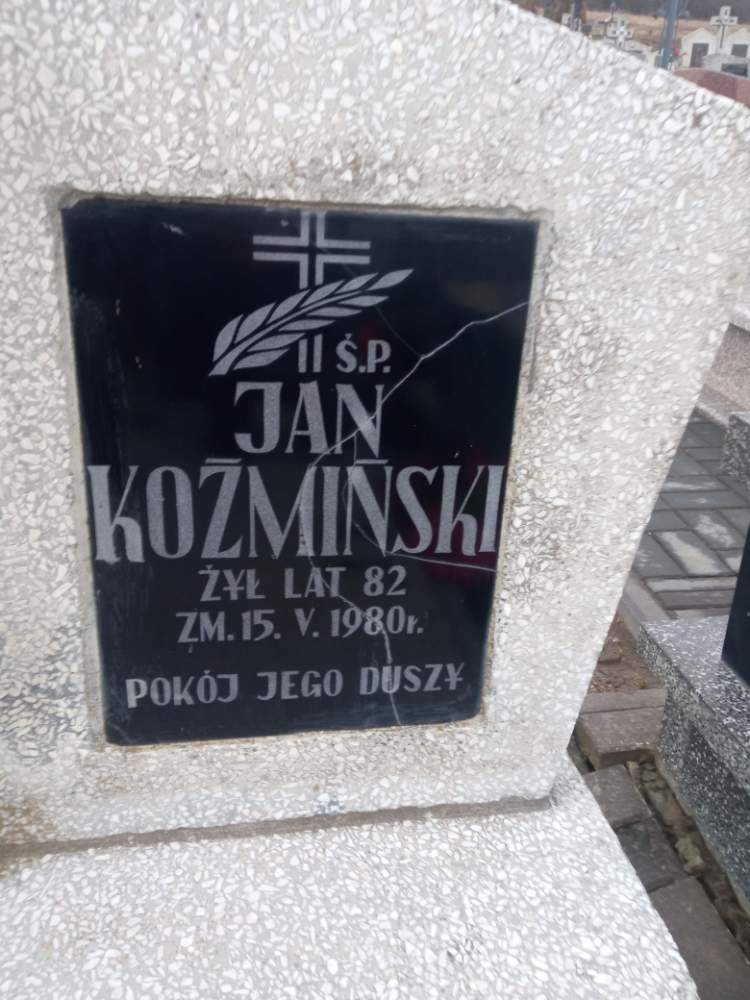 Ś.P.
JAN
KOŹMIŃSKI
ŻYŁ LAT 82
ZM. 15. V. 1980r.
POKÓJ JEGO DUSZY